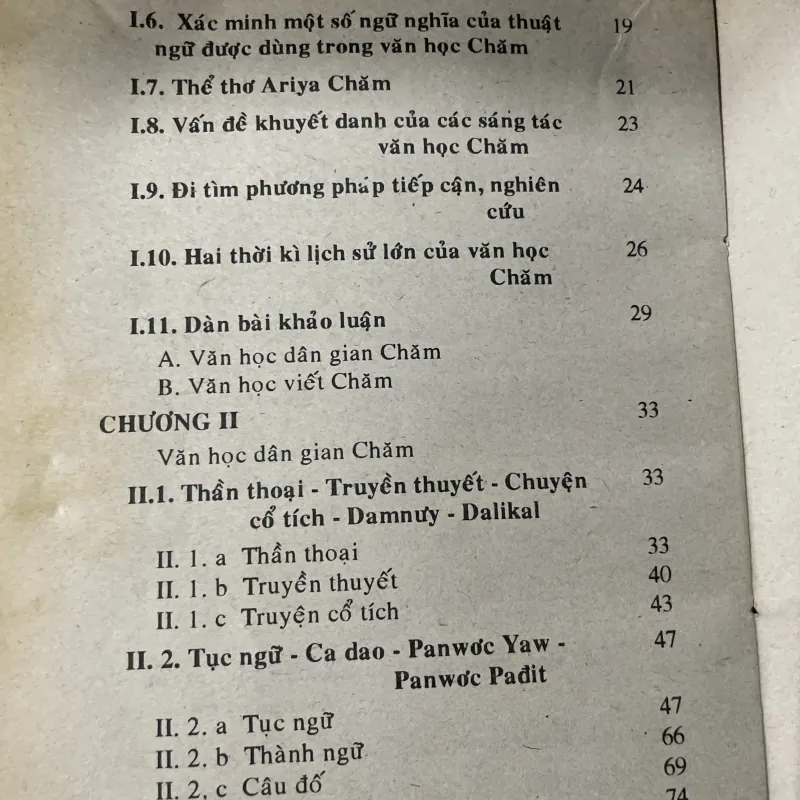 I.6. Xác minh một số ngữ nghĩa của thuật 19
ngữ được dùng trong văn học Chăm
I.7. Thể thơ Ariya Chăm 21
I.8. Vấn đề khuyết danh của các sáng tác 23
văn học Chăm
I.9. Đi tìm phương pháp tiếp cận, nghiên 24
cứu
I.10. Hai thời kì lịch sử lớn của văn học 26
Chăm
I.11. Dàn bài khảo luận 29
A. Văn học dân gian Chăm
B. Văn học viết Chăm
CHƯƠNG II 33
Văn học dân gian Chăm
II.1. Thần thoại - Truyền thuyết - Chuyện 33
cổ tích - Damnưy - Dalikal
II. 1. a Thần thoại 33
II. 1. b Truyền thuyết 40
II. 1. c Truyện cổ tích 43
II. 2. Tục ngữ - Ca dao - Panwơc Yaw - 47
Panwơc Pađit
II. 2. a Tục ngữ 47
II. 2. b Thành ngữ 66
II. 2. c Câu đố 69
74